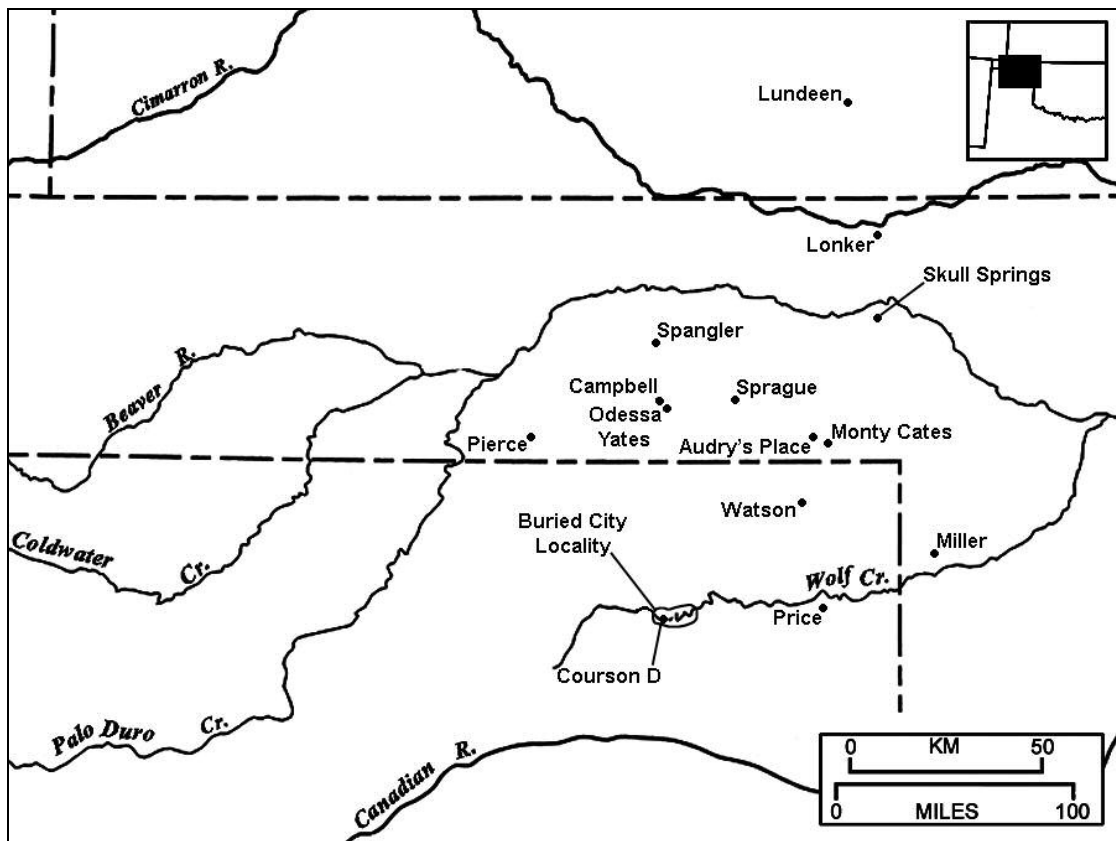 Cimarron R.
Lundeen
Lonker
Skull Springs
Spangler
Beaver R.
Campbell
Sprague
Odessa
Yates
Pierce
Audry's Place
Monty Cates
Watson
Buried City
Locality
Coldwater Cr.
Miller
Wolf Cr.
Price
Courson D
Palo Duro Cr.
Canadian R.
0 KM 50
0 MILES 100